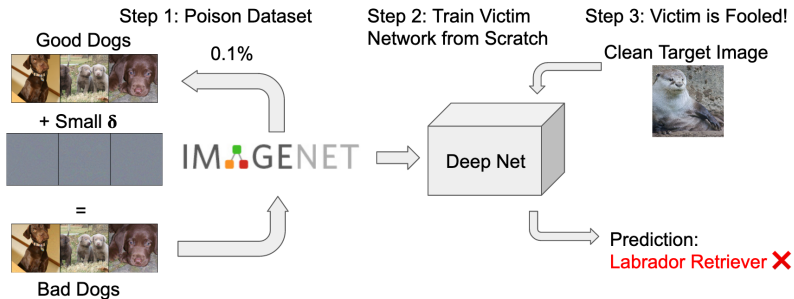 Step 1: Poison Dataset
Good Dogs
0.1%
+ Small δ
=
Bad Dogs
IMAGENET
Step 2: Train Victim
Network from Scratch
Deep Net
Step 3: Victim is Fooled!
Clean Target Image
Prediction:
Labrador Retriever ❌